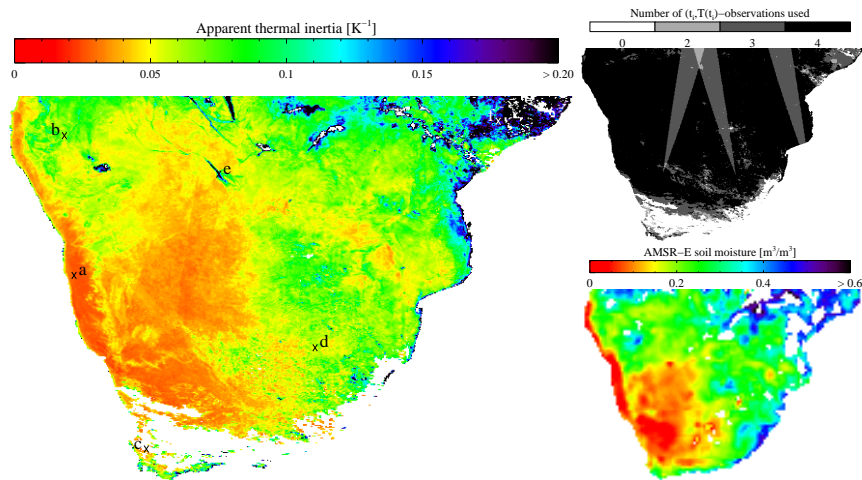 Apparent thermal inertia [K⁻¹]
0 0.05 0.1 0.15 > 0.20
b x
f x
x e
x a
x d
c x
Number of (tᵢ,T(tᵢ)−observations used
0 2 3 4
AMSR−E soil moisture [m³/m³]
0 0.2 0.4 > 0.6